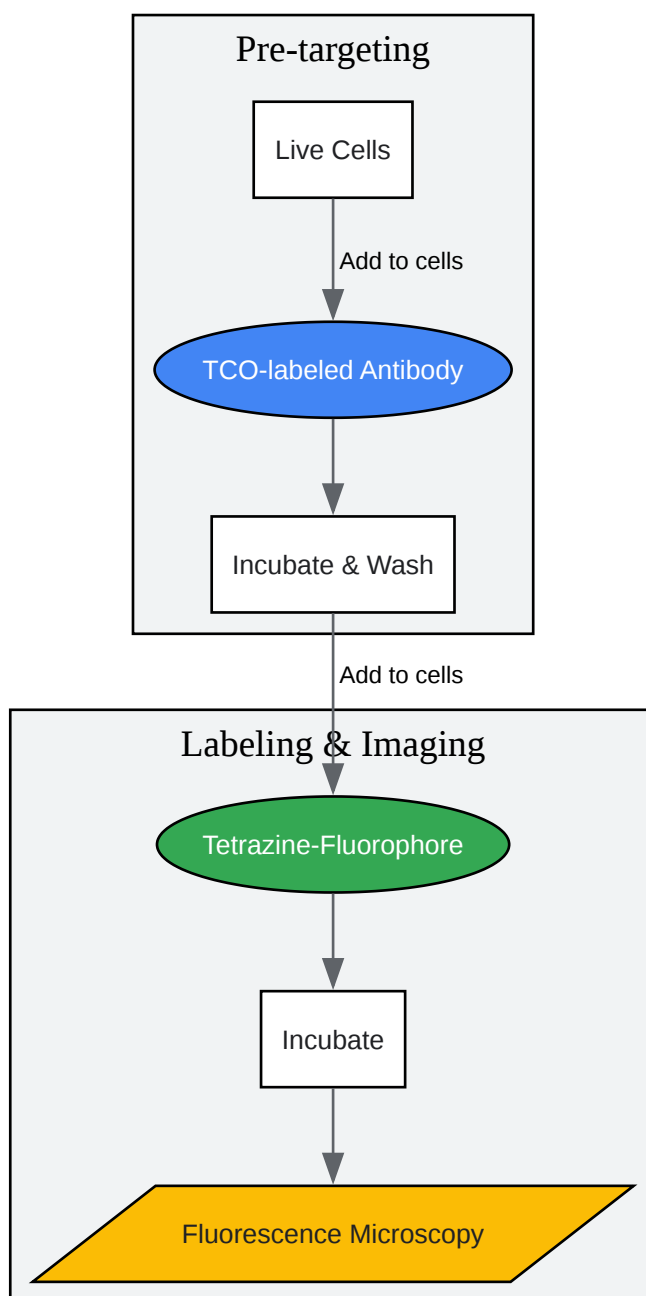 Pre-targeting
Live Cells
Add to cells
TCO-labeled Antibody
Incubate & Wash
Add to cells
Labeling & Imaging
Tetrazine-Fluorophore
Incubate
Fluorescence Microscopy